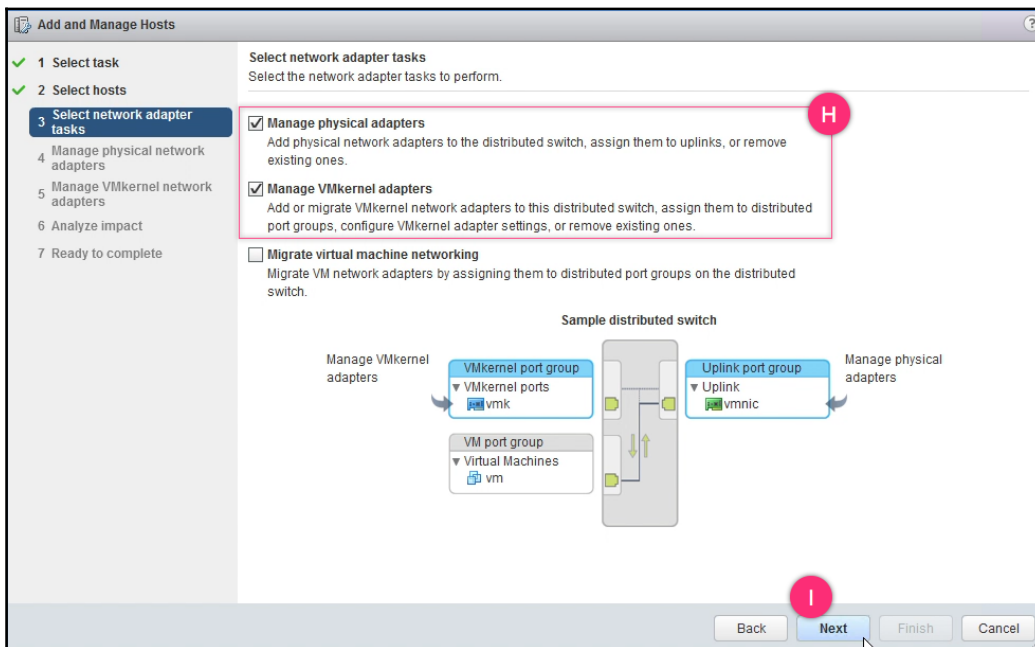 Add and Manage Hosts
?
1 Select task
2 Select hosts
3 Select network adapter
tasks
4 Manage physical network
adapters
5 Manage VMkernel network
adapters
6 Analyze impact
7 Ready to complete
Select network adapter tasks
Select the network adapter tasks to perform.
H
Manage physical adapters
Add physical network adapters to the distributed switch, assign them to uplinks, or remove
existing ones.
Manage VMkernel adapters
Add or migrate VMkernel network adapters to this distributed switch, assign them to distributed
port groups, configure VMkernel adapter settings, or remove existing ones.
Migrate virtual machine networking
Migrate VM network adapters by assigning them to distributed port groups on the distributed
switch.
Sample distributed switch
Manage VMkernel
adapters
VMkernel port group
VMkernel ports
vmk
VM port group
Virtual Machines
vm
Uplink port group
Uplink
vmnic
Manage physical
adapters
I
Back Next Finish Cancel